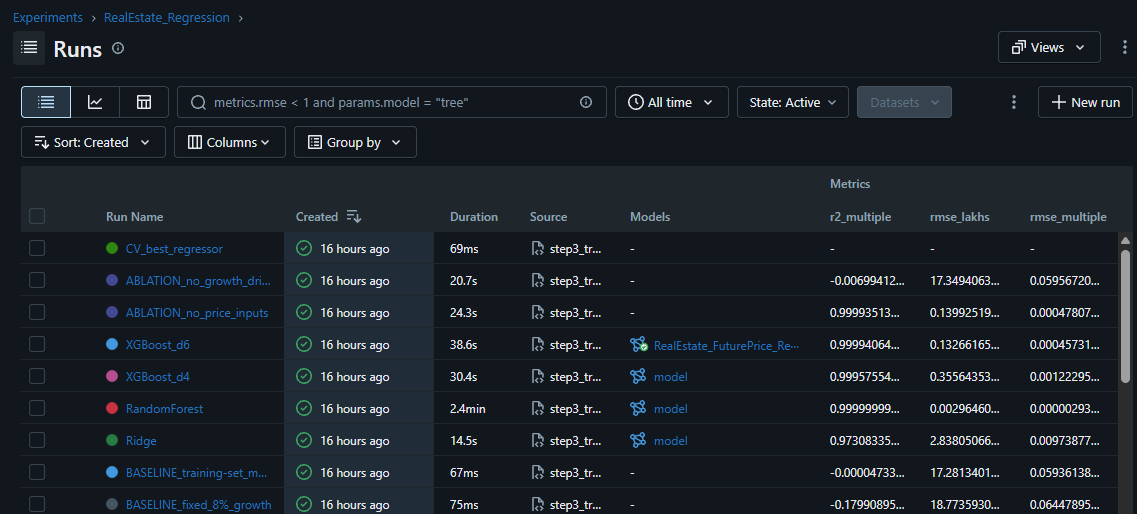 Experiments > RealEstate_Regression >
Runs
Views
metrics.rmse < 1 and params.model = "tree"
All time
State: Active
Datasets
New run
Sort: Created
Columns
Group by
Metrics
Run Name Created Duration Source Models r2_multiple rmse_lakhs rmse_multiple
CV_best_regressor 16 hours ago 69ms step3_tr... - - - -
ABLATION_no_growth_dri... 16 hours ago 20.7s step3_tr... - -0.00699412... 17.3494063... 0.05956720...
ABLATION_no_price_inputs 16 hours ago 24.3s step3_tr... - 0.99993513... 0.13992519... 0.00047807...
XGBoost_d6 16 hours ago 38.6s step3_tr... RealEstate_FuturePrice_Re... 0.99994064... 0.13266165... 0.00045731...
XGBoost_d4 16 hours ago 30.4s step3_tr... model 0.99957554... 0.35564353... 0.00122295...
RandomForest 16 hours ago 2.4min step3_tr... model 0.99999999... 0.00296460... 0.00000293...
Ridge 16 hours ago 14.5s step3_tr... model 0.97308335... 2.83805066... 0.00973877...
BASELINE_training-set_m... 16 hours ago 67ms step3_tr... - -0.00004733... 17.2813401... 0.05936138...
BASELINE_fixed_8%_growth 16 hours ago 75ms step3_tr... - -0.17990895... 18.7735930... 0.06447895...